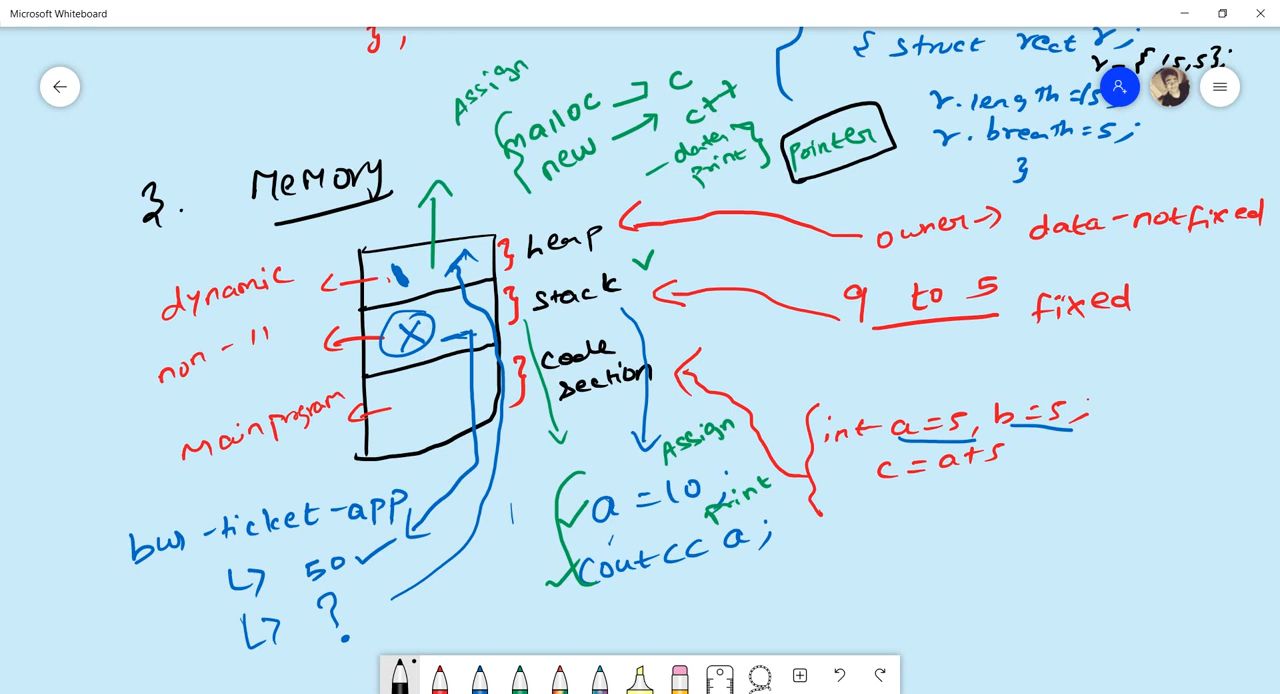 Microsoft Whiteboard
};
{ struct rect r;
r={15,5};
r.length=15
r.breath=5;
}
Assign
malloc → c
new → c++
-data
print
Pointer
3. Memory
heap
owner → data-notfixed
dynamic
stack
9 to 5 fixed
non-"
code
section
mainprogram
int a=5, b=5;
c=a+5
Assign
a=10;
print
cout<< a;
bus-ticket-app
50
?